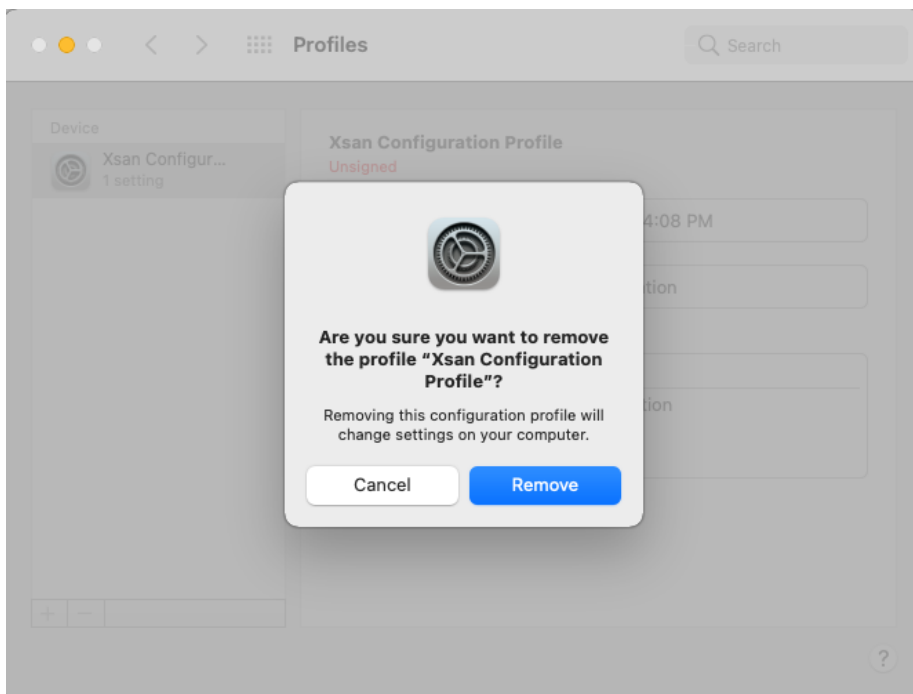 Profiles
Search
Device
Xsan Configur...
1 setting
Xsan Configuration Profile
Unsigned
4:08 PM
tion
tion
Are you sure you want to remove
the profile “Xsan Configuration
Profile”?
Removing this configuration profile will
change settings on your computer.
Cancel
Remove
+
−
?